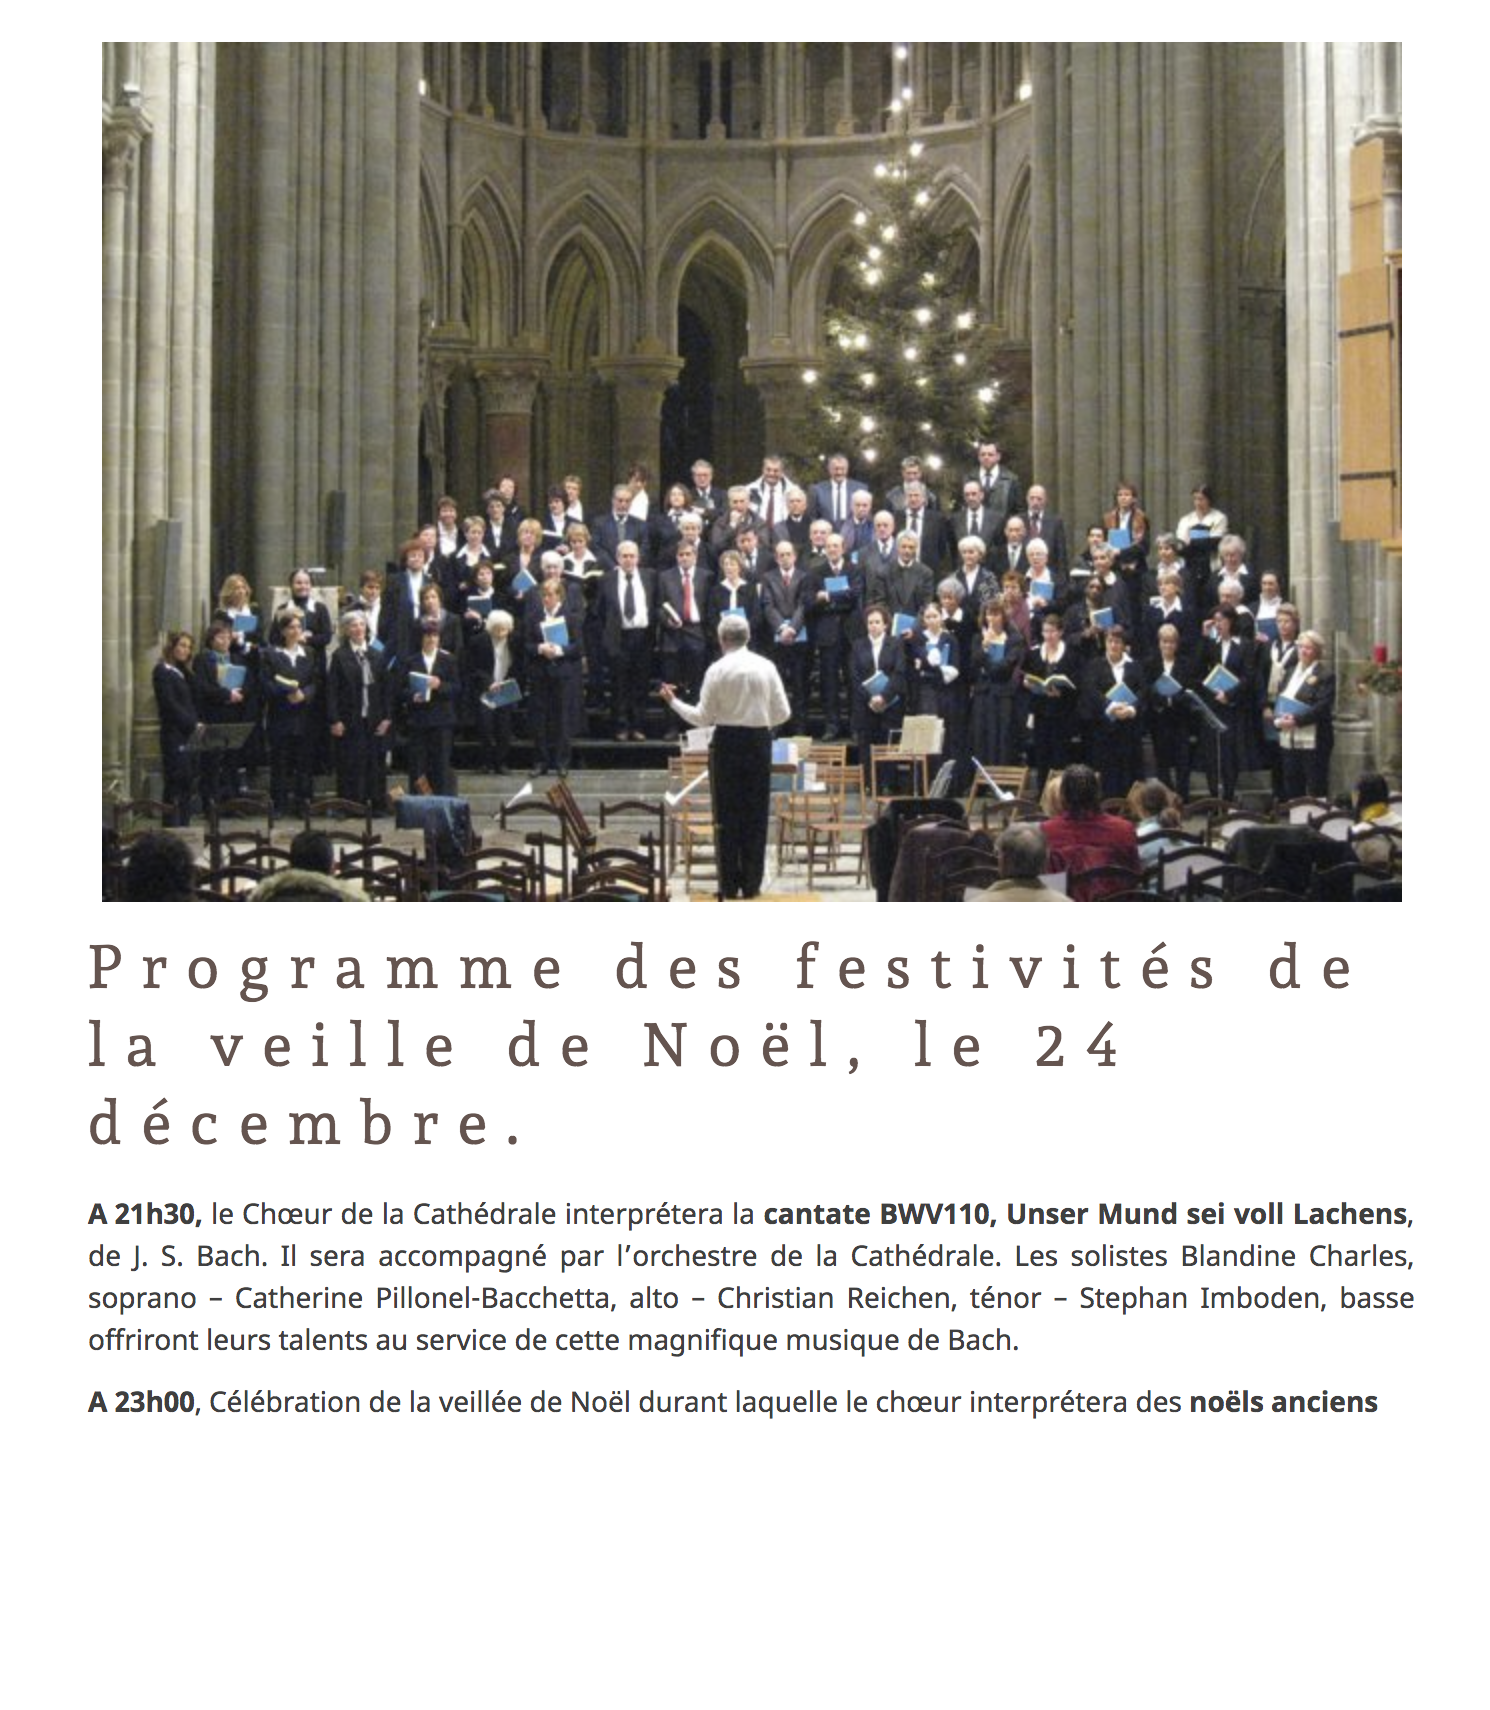 Programme des festivités de
la veille de Noël, le 24
décembre.
A 21h30, le Chœur de la Cathédrale interprétera la cantate BWV110, Unser Mund sei voll Lachens,
de J. S. Bach. Il sera accompagné par l’orchestre de la Cathédrale. Les solistes Blandine Charles,
soprano – Catherine Pillonel-Bacchetta, alto – Christian Reichen, ténor – Stephan Imboden, basse
offriront leurs talents au service de cette magnifique musique de Bach.
A 23h00, Célébration de la veillée de Noël durant laquelle le chœur interprétera des noëls anciens